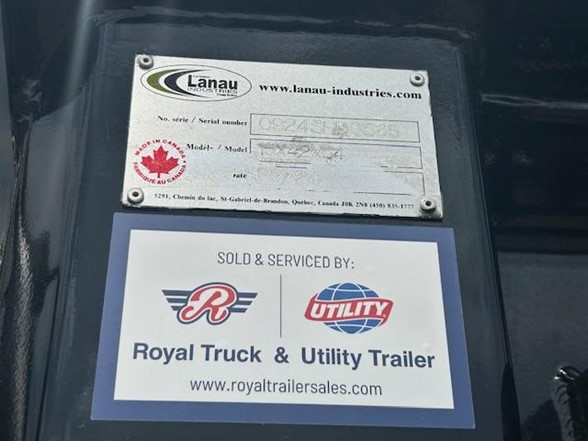 Lanau
INDUSTRIES
www.lanau-industries.com
No. série / Serial number
Modèle / Model
MADE IN CANADA
FABRIQUÉ AU CANADA
5291, Chemin du lac, St-Gabriel-de-Brandon, Québec, Canada J0K 2N0 (450) 835-1777
SOLD & SERVICED BY:
R UTILITY
Royal Truck & Utility Trailer
www.royaltrailersales.com